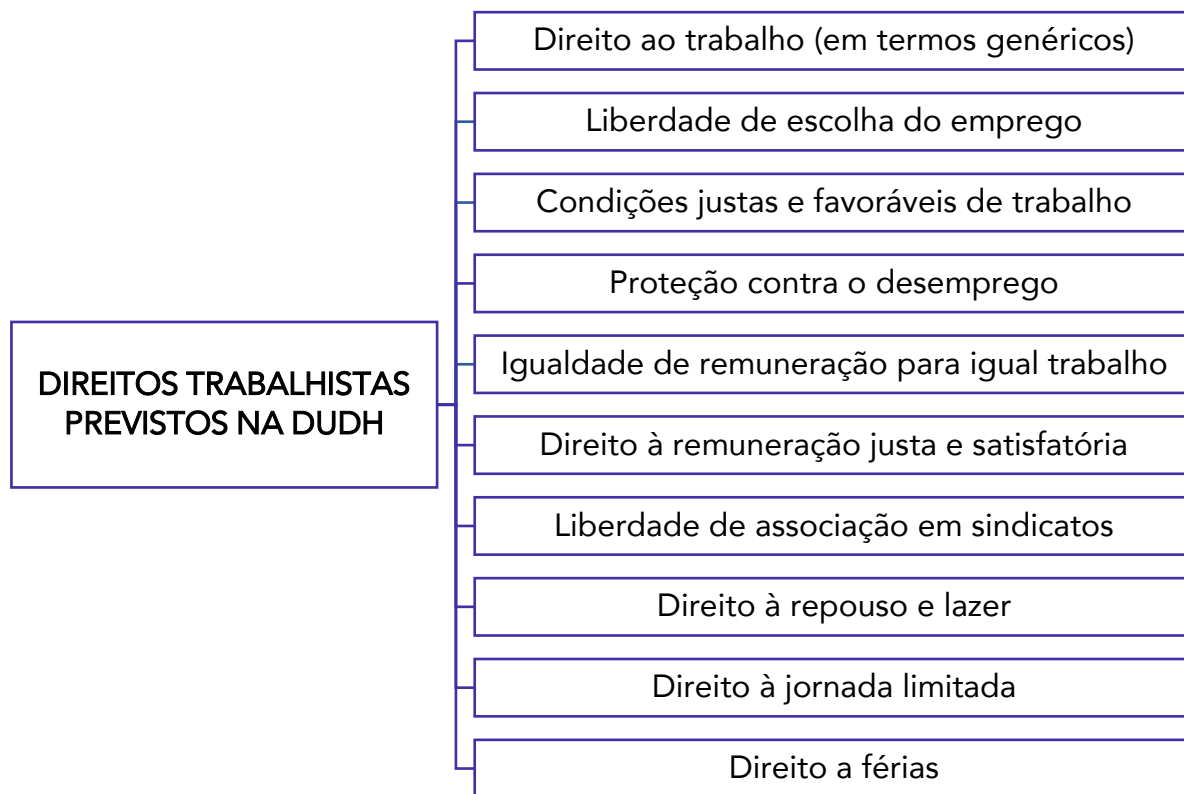 Direito ao trabalho (em termos genéricos)
Liberdade de escolha do emprego
Condições justas e favoráveis de trabalho
Proteção contra o desemprego
DIREITOS TRABALHISTAS
PREVISTOS NA DUDH
Igualdade de remuneração para igual trabalho
Direito à remuneração justa e satisfatória
Liberdade de associação em sindicatos
Direito à repouso e lazer
Direito à jornada limitada
Direito a férias